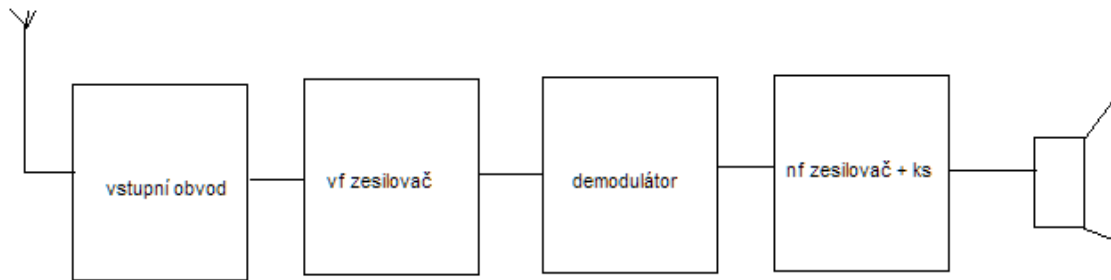 vstupní obvod
vf zesilovač
demodulátor
nf zesilovač + ks